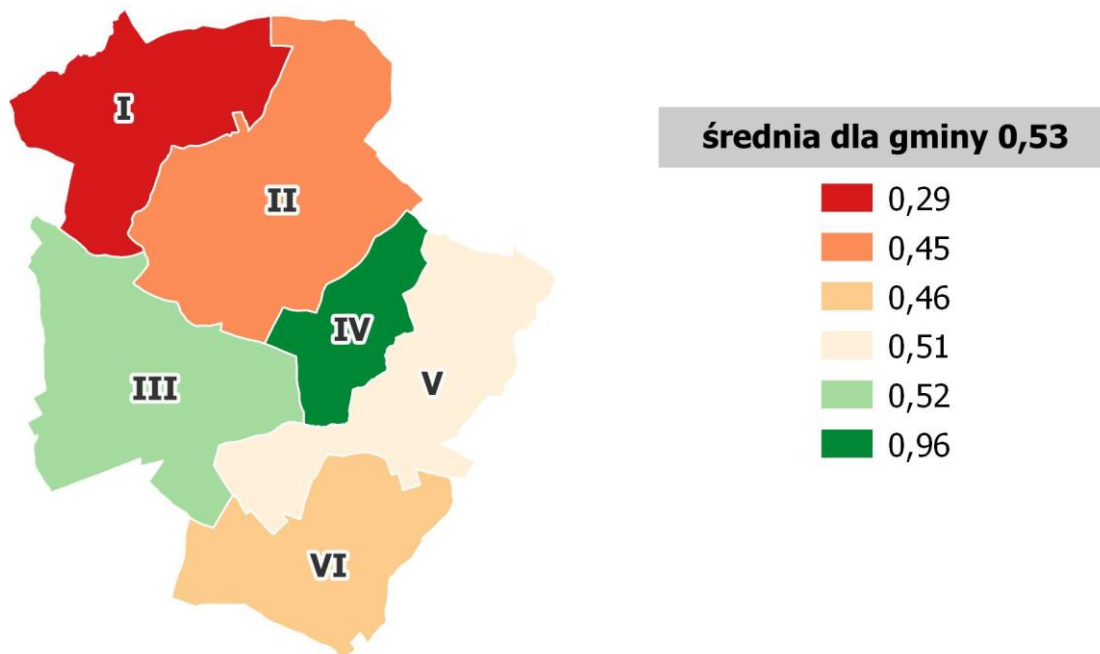 I
II
III
IV
V
VI
średnia dla gminy 0,53
0,29
0,45
0,46
0,51
0,52
0,96